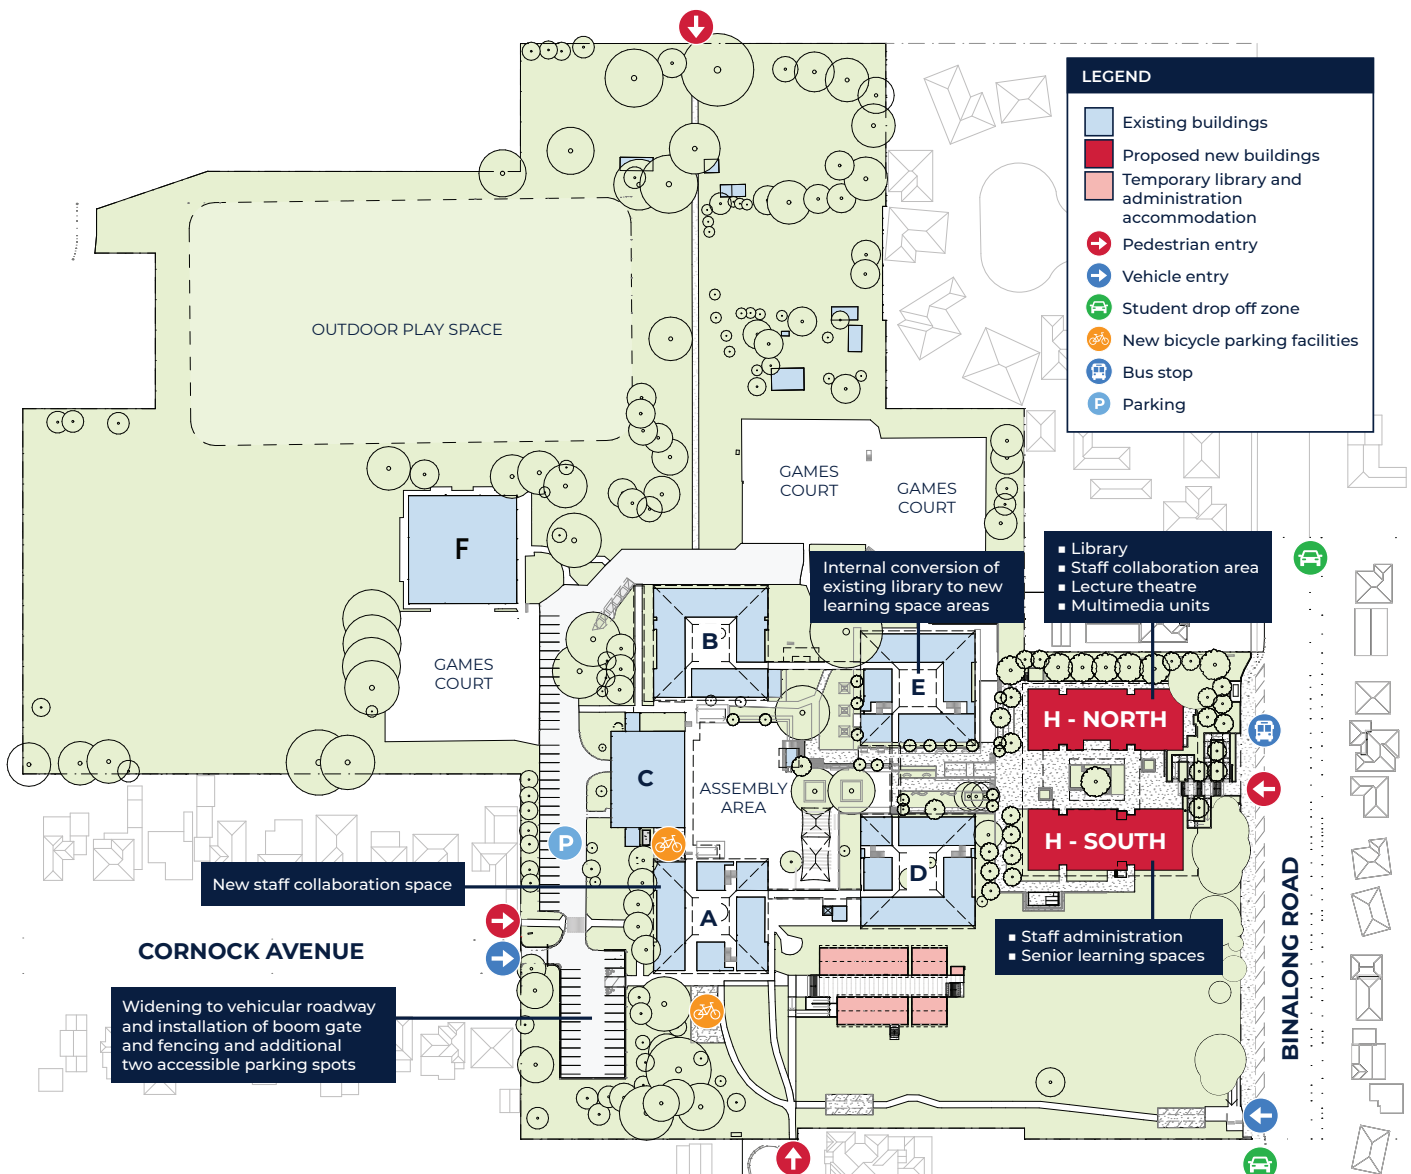 LEGEND
Existing buildings
Proposed new buildings
Temporary library and
administration
accommodation
Pedestrian entry
Vehicle entry
Student drop off zone
New bicycle parking facilities
Bus stop
P
Parking
OUTDOOR PLAY SPACE
GAMES
COURT
GAMES
COURT
F
Internal conversion of
existing library to new
learning space areas
▪ Library
▪ Staff collaboration area
▪ Lecture theatre
▪ Multimedia units
B
GAMES
COURT
E
H - NORTH
C
ASSEMBLY
AREA
P
H - SOUTH
D
New staff collaboration space
A
▪ Staff administration
▪ Senior learning spaces
CORNOCK AVENUE
BINALONG ROAD
Widening to vehicular roadway
and installation of boom gate
and fencing and additional
two accessible parking spots